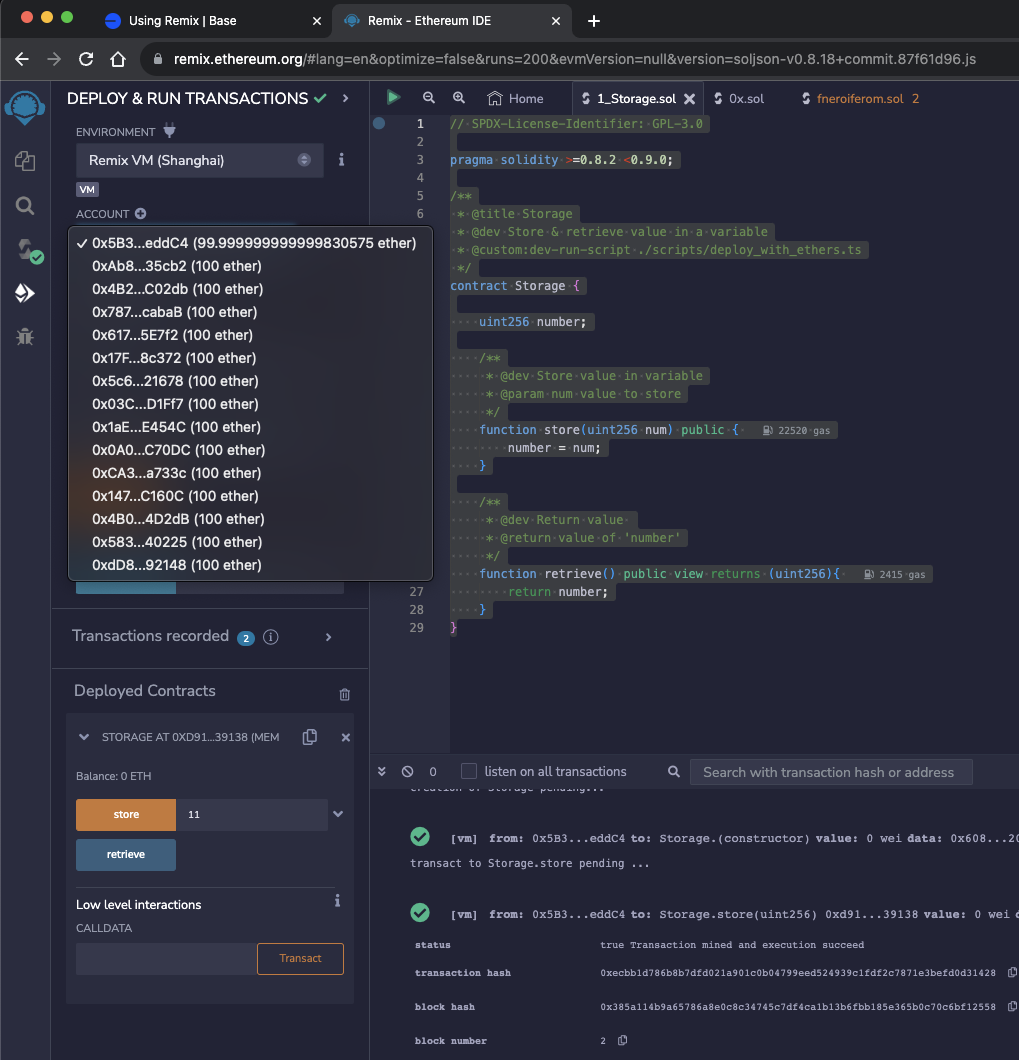 Using Remix | Base
Remix - Ethereum IDE
remix.ethereum.org/#lang=en&optimize=false&runs=200&evmVersion=null&version=soljson-v0.8.18+commit.87f61d96.js
DEPLOY & RUN TRANSACTIONS
ENVIRONMENT
Remix VM (Shanghai)
VM
ACCOUNT
0x5B3...eddC4 (99.999999999999830575 ether)
0xAb8...35cb2 (100 ether)
0x4B2...C02db (100 ether)
0x787...cabaB (100 ether)
0x617...5E7f2 (100 ether)
0x17F...8c372 (100 ether)
0x5c6...21678 (100 ether)
0x03C...D1Ff7 (100 ether)
0x1aE...E454C (100 ether)
0x0A0...C70DC (100 ether)
0xCA3...a733c (100 ether)
0x147...C160C (100 ether)
0x4B0...4D2dB (100 ether)
0x583...40225 (100 ether)
0xdD8...92148 (100 ether)
Transactions recorded 2
Deployed Contracts
STORAGE AT 0XD91...39138 (MEM
Balance: 0 ETH
store 11
retrieve
Low level interactions
CALLDATA
Transact
Home 1_Storage.sol 0x.sol fneroiferom.sol 2
1 // SPDX-License-Identifier: GPL-3.0
2
3 pragma solidity >=0.8.2 <0.9.0;
4
5 /**
6 * @title Storage
* @dev Store & retrieve value in a variable
* @custom:dev-run-script ./scripts/deploy_with_ethers.ts
*/
contract Storage {
uint256 number;
/**
* @dev Store value in variable
* @param num value to store
*/
function store(uint256 num) public { 22520 gas
number = num;
}
/**
* @dev Return value
* @return value of 'number'
*/
function retrieve() public view returns (uint256){ 2415 gas
27 return number;
28 }
29 }
0 listen on all transactions Search with transaction hash or address
creation of Storage pending...
[vm] from: 0x5B3...eddC4 to: Storage.(constructor) value: 0 wei data: 0x608...20
transact to Storage.store pending ...
[vm] from: 0x5B3...eddC4 to: Storage.store(uint256) 0xd91...39138 value: 0 wei
status true Transaction mined and execution succeed
transaction hash 0xecbb1d786b8b7dfd021a901c0b04799eed524939c1fdf2c7871e3befd0d31428
block hash 0x385a114b9a65786a8e0c8c34745c7df4ca1b13b6fbb185e365b0c70c6bf12558
block number 2